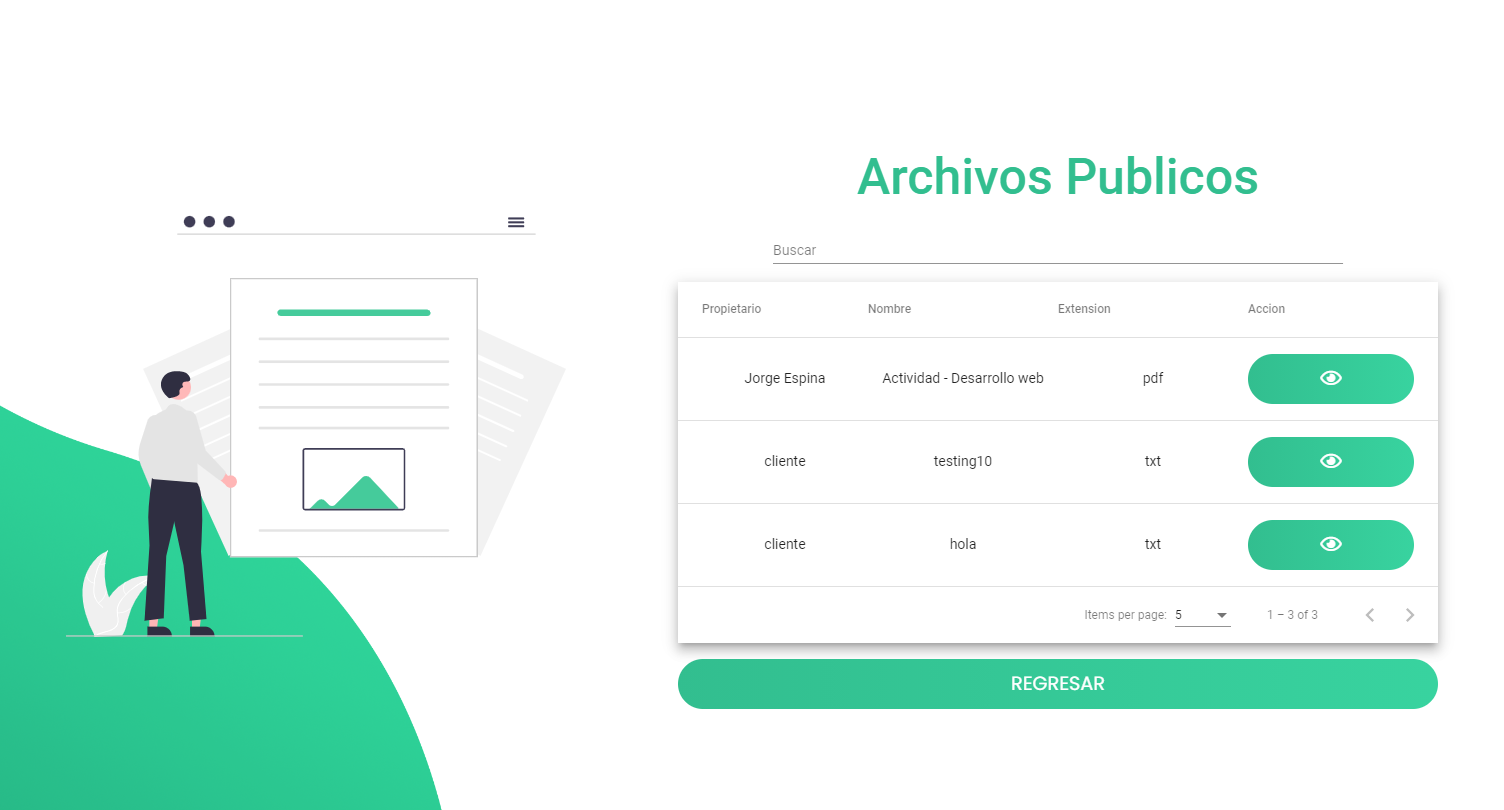 Archivos Publicos
Buscar
Propietario Nombre Extension Accion
Jorge Espina Actividad - Desarrollo web pdf
cliente testing10 txt
cliente hola txt
Items per page: 5 1 – 3 of 3
REGRESAR